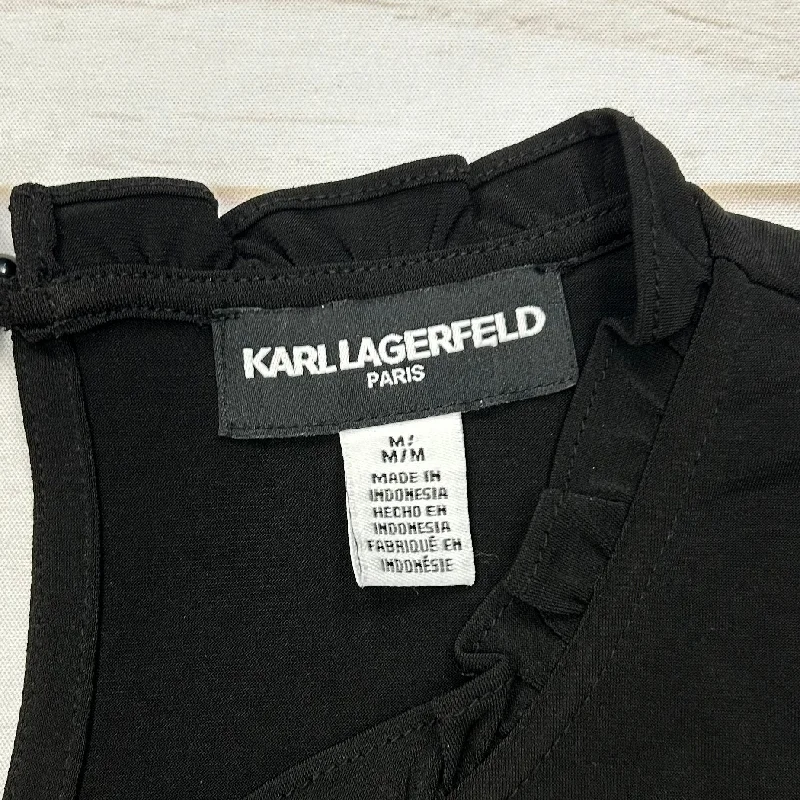 KARL LAGERFELD
PARIS
M/
M/M
MADE IN
INDONESIA
HECHO EN
INDONESIA
FABRIQUÉ EN
INDONÉSIE